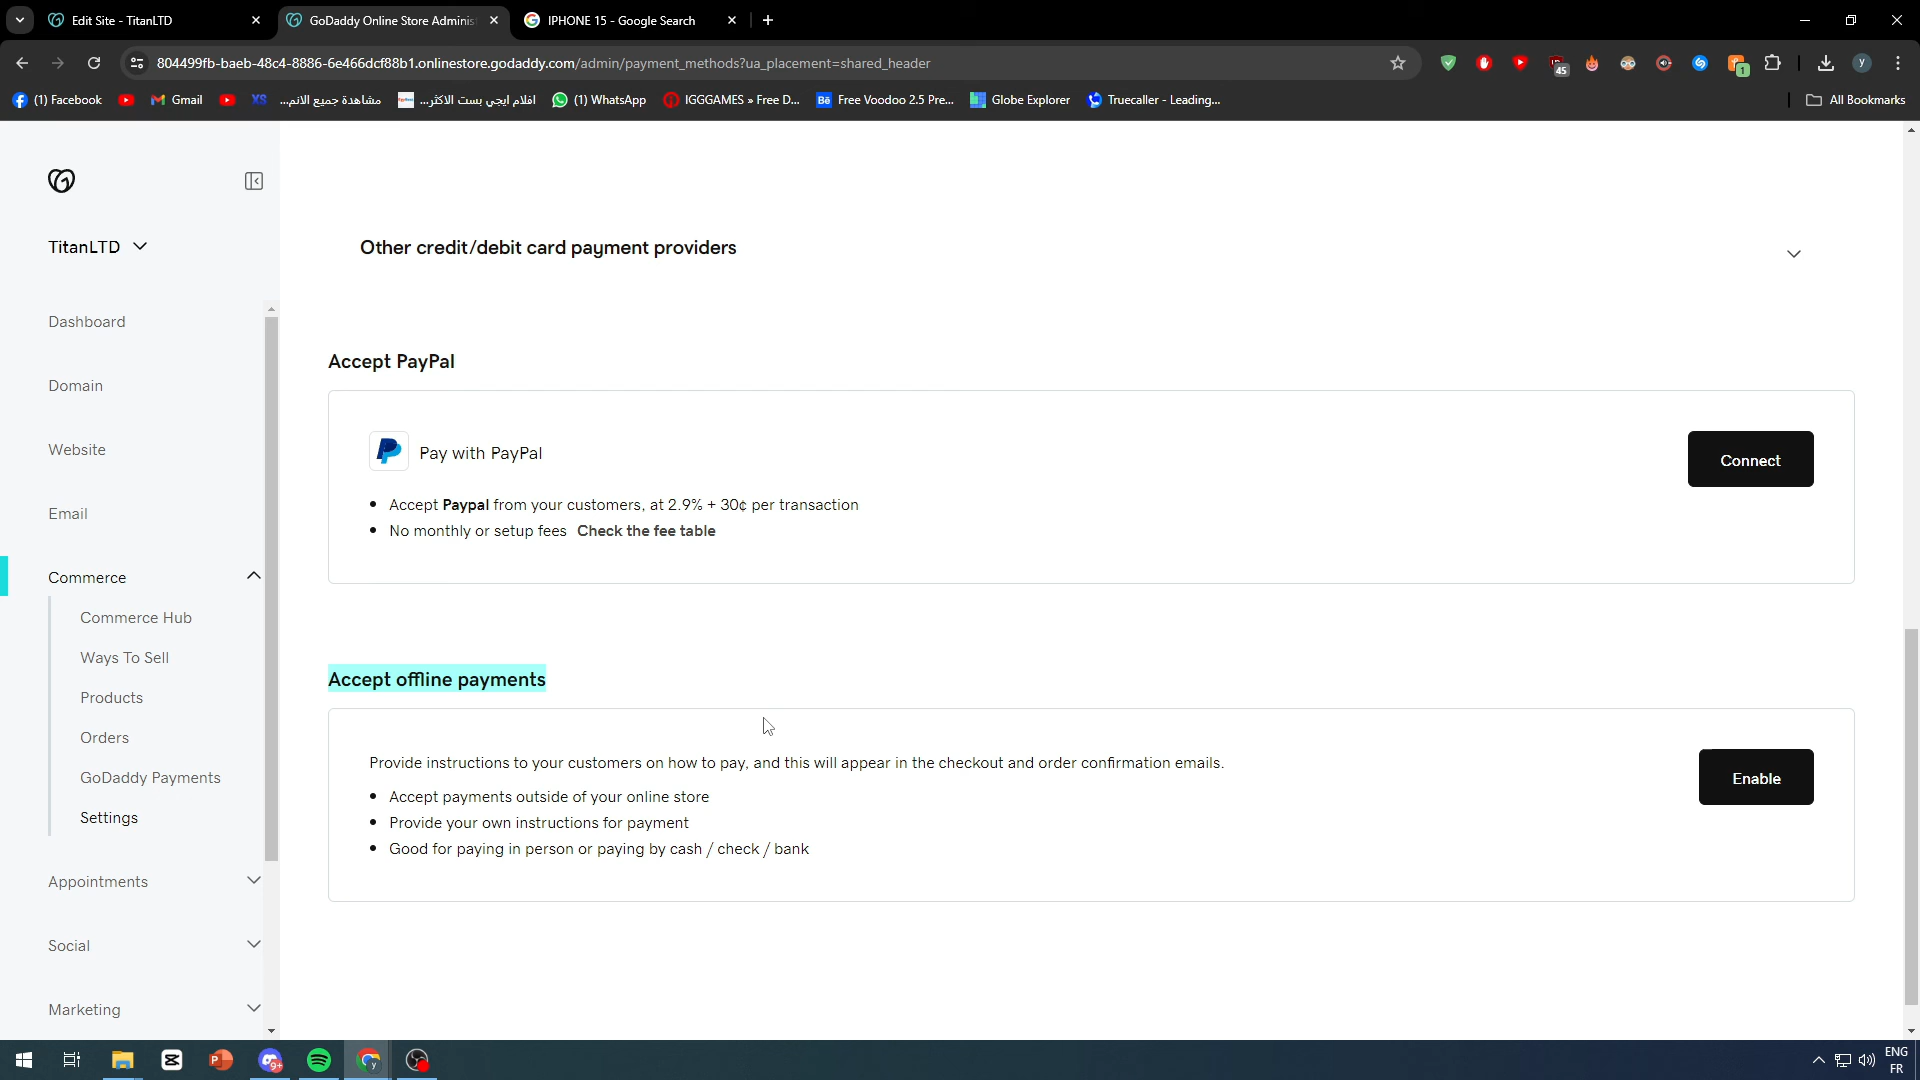 Edit Site - TitanLTD
GoDaddy Online Store Adminis
IPHONE 15 - Google Search
804499fb-baeb-48c4-8886-6e466dcf88b1.onlinestore.godaddy.com/admin/payment_methods?ua_placement=shared_header
45
1
y
(1) Facebook
Gmail
XS
مشاهدة جميع الانم...
افلام ايجي بست الاكثر...
(1) WhatsApp
IGGGAMES » Free D...
Bē
Free Voodoo 2.5 Pre...
Globe Explorer
Truecaller - Leading...
All Bookmarks
TitanLTD
Dashboard
Domain
Website
Email
Commerce
Commerce Hub
Ways To Sell
Products
Orders
GoDaddy Payments
Settings
Appointments
Social
Marketing
Other credit/debit card payment providers
Accept PayPal
Pay with PayPal
Connect
• Accept Paypal from your customers, at 2.9% + 30¢ per transaction
• No monthly or setup fees Check the fee table
Accept offline payments
Provide instructions to your customers on how to pay, and this will appear in the checkout and order confirmation emails.
Enable
• Accept payments outside of your online store
• Provide your own instructions for payment
• Good for paying in person or paying by cash / check / bank
P
9+
y
ENG
FR